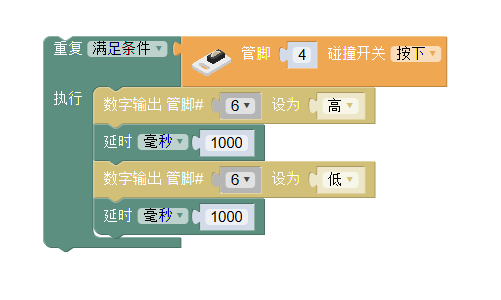 重复 满足条件 管脚 4 碰撞开关 按下
执行
数字输出 管脚# 6 设为 高
延时 毫秒 1000
数字输出 管脚# 6 设为 低
延时 毫秒 1000